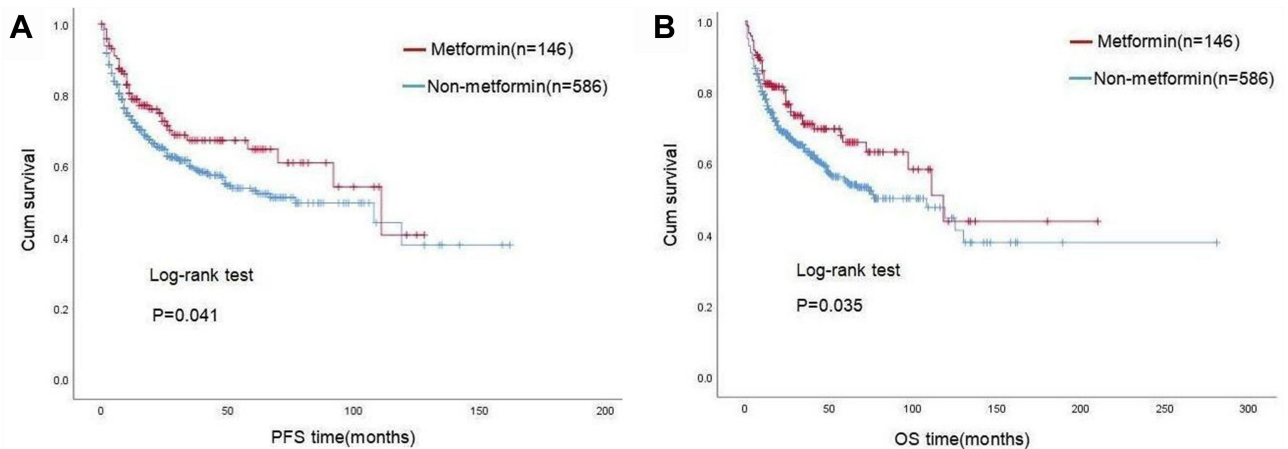 A
Metformin(n=146)
Non-metformin(n=586)
Cum survival
1.0
0.8
0.6
0.4
0.2
0.0
Log-rank test
P=0.041
0 50 100 150 200
PFS time(months)
B
Metformin(n=146)
Non-metformin(n=586)
Cum survival
1.0
0.8
0.6
0.4
0.2
0.0
Log-rank test
P=0.035
0 50 100 150 200 250 300
OS time(months)